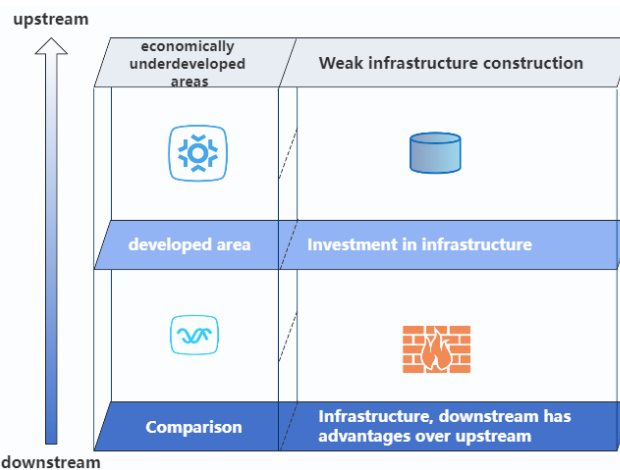 upstream
economically
underdeveloped
areas
Weak infrastructure construction
developed area
Investment in infrastructure
Comparison
Infrastructure, downstream has
advantages over upstream
downstream